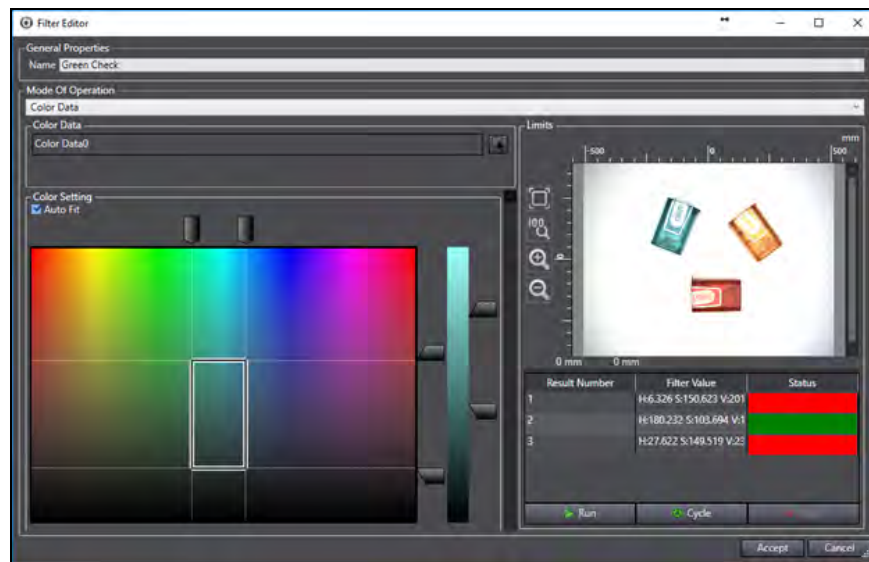 Filter Editor
General Properties
Name Green Check
Mode Of Operation
Color Data
Color Data
Color Data0
Color Setting
Auto Fit
Limits
mm
-500 0 500
100
0
0 mm 0 mm
Result Number Filter Value Status
1 H:6.326 S:150.623 V:201
2 H:180.232 S:103.694 V:1
3 H:27.622 S:149.519 V:23
Run Cycle
Accept Cancel